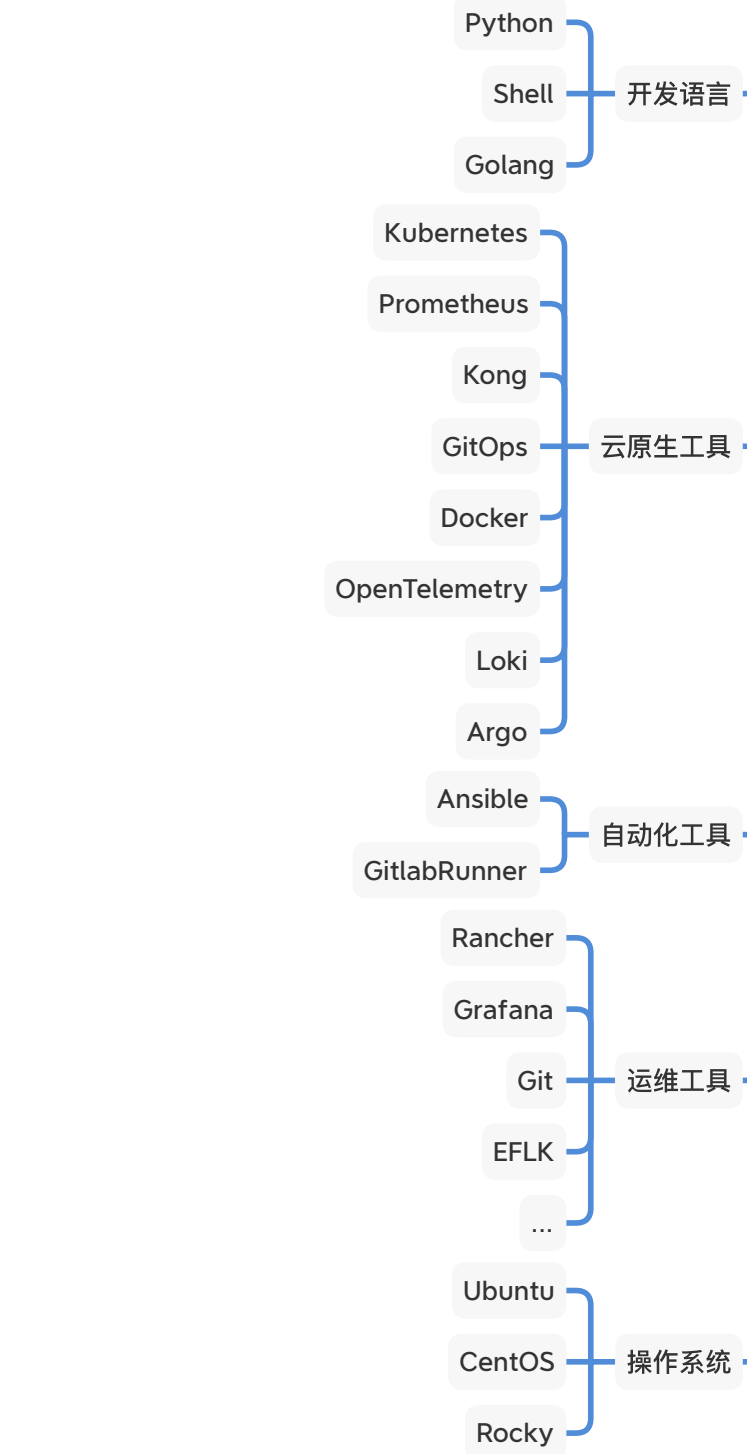 Python
Shell
开发语言
Golang
Kubernetes
Prometheus
Kong
GitOps
云原生工具
Docker
OpenTelemetry
Loki
Argo
Ansible
自动化工具
GitlabRunner
Rancher
Grafana
Git
运维工具
EFLK
...
Ubuntu
CentOS
操作系统
Rocky